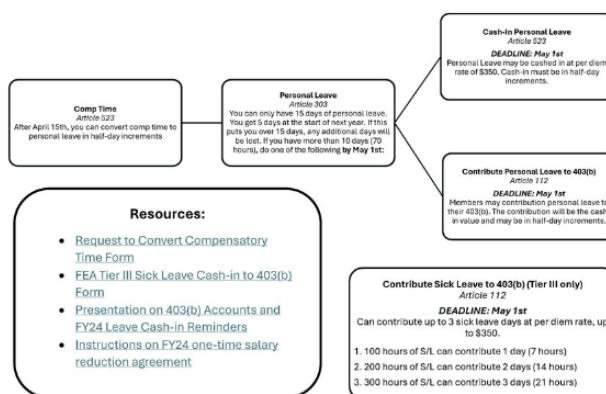 Cash-In Personal Leave
Article 523
DEADLINE: May 1st
Personal Leave may be cashed in at per diem
rate of $350. Cash-in must be in half-day
increments.
Comp Time
Article 523
After April 15th, you can convert comp time to
personal leave in half-day increments
Personal Leave
Article 303
You can only have 15 days of personal leave.
You get 5 days at the start of next year. If this
puts you over 15 days, any additional days will
be lost. If you have more than 10 days (70
hours), do one of the following by May 1st:
Contribute Personal Leave to 403(b)
Article 112
DEADLINE: May 1st
Members may contribution personal leave to
their 403(b). The contribution will be the cash
in value and may be in half-day increments.
Resources:
• Request to Convert Compensatory
Time Form
• FEA Tier III Sick Leave Cash-in to 403(b)
Form
• Presentation on 403(b) Accounts and
FY24 Leave Cash-in Reminders
• Instructions on FY24 one-time salary
reduction agreement
Contribute Sick Leave to 403(b) (Tier III only)
Article 112
DEADLINE: May 1st
Can contribute up to 3 sick leave days at per diem rate, up
to $350.
1. 100 hours of S/L can contribute 1 day (7 hours)
2. 200 hours of S/L can contribute 2 days (14 hours)
3. 300 hours of S/L can contribute 3 days (21 hours)